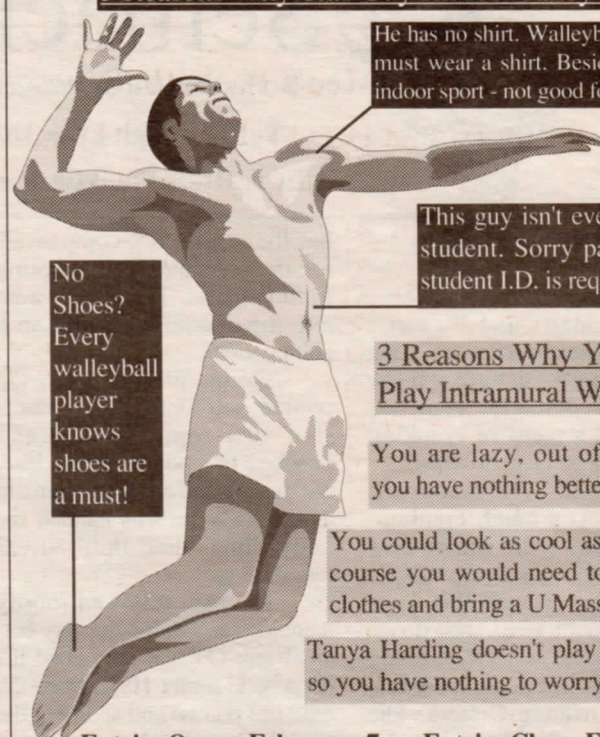 He has no shirt. Walleyb
must wear a shirt. Besi
indoor sport - not good f
This guy isn't ev
student. Sorry pa
student I.D. is req
No
Shoes?
Every
walleyball
player
knows
shoes are
a must!
3 Reasons Why Y
Play Intramural W
You are lazy, out of
you have nothing bette
You could look as cool as
course you would need to
clothes and bring a U Mass
Tanya Harding doesn't play
so you have nothing to worry